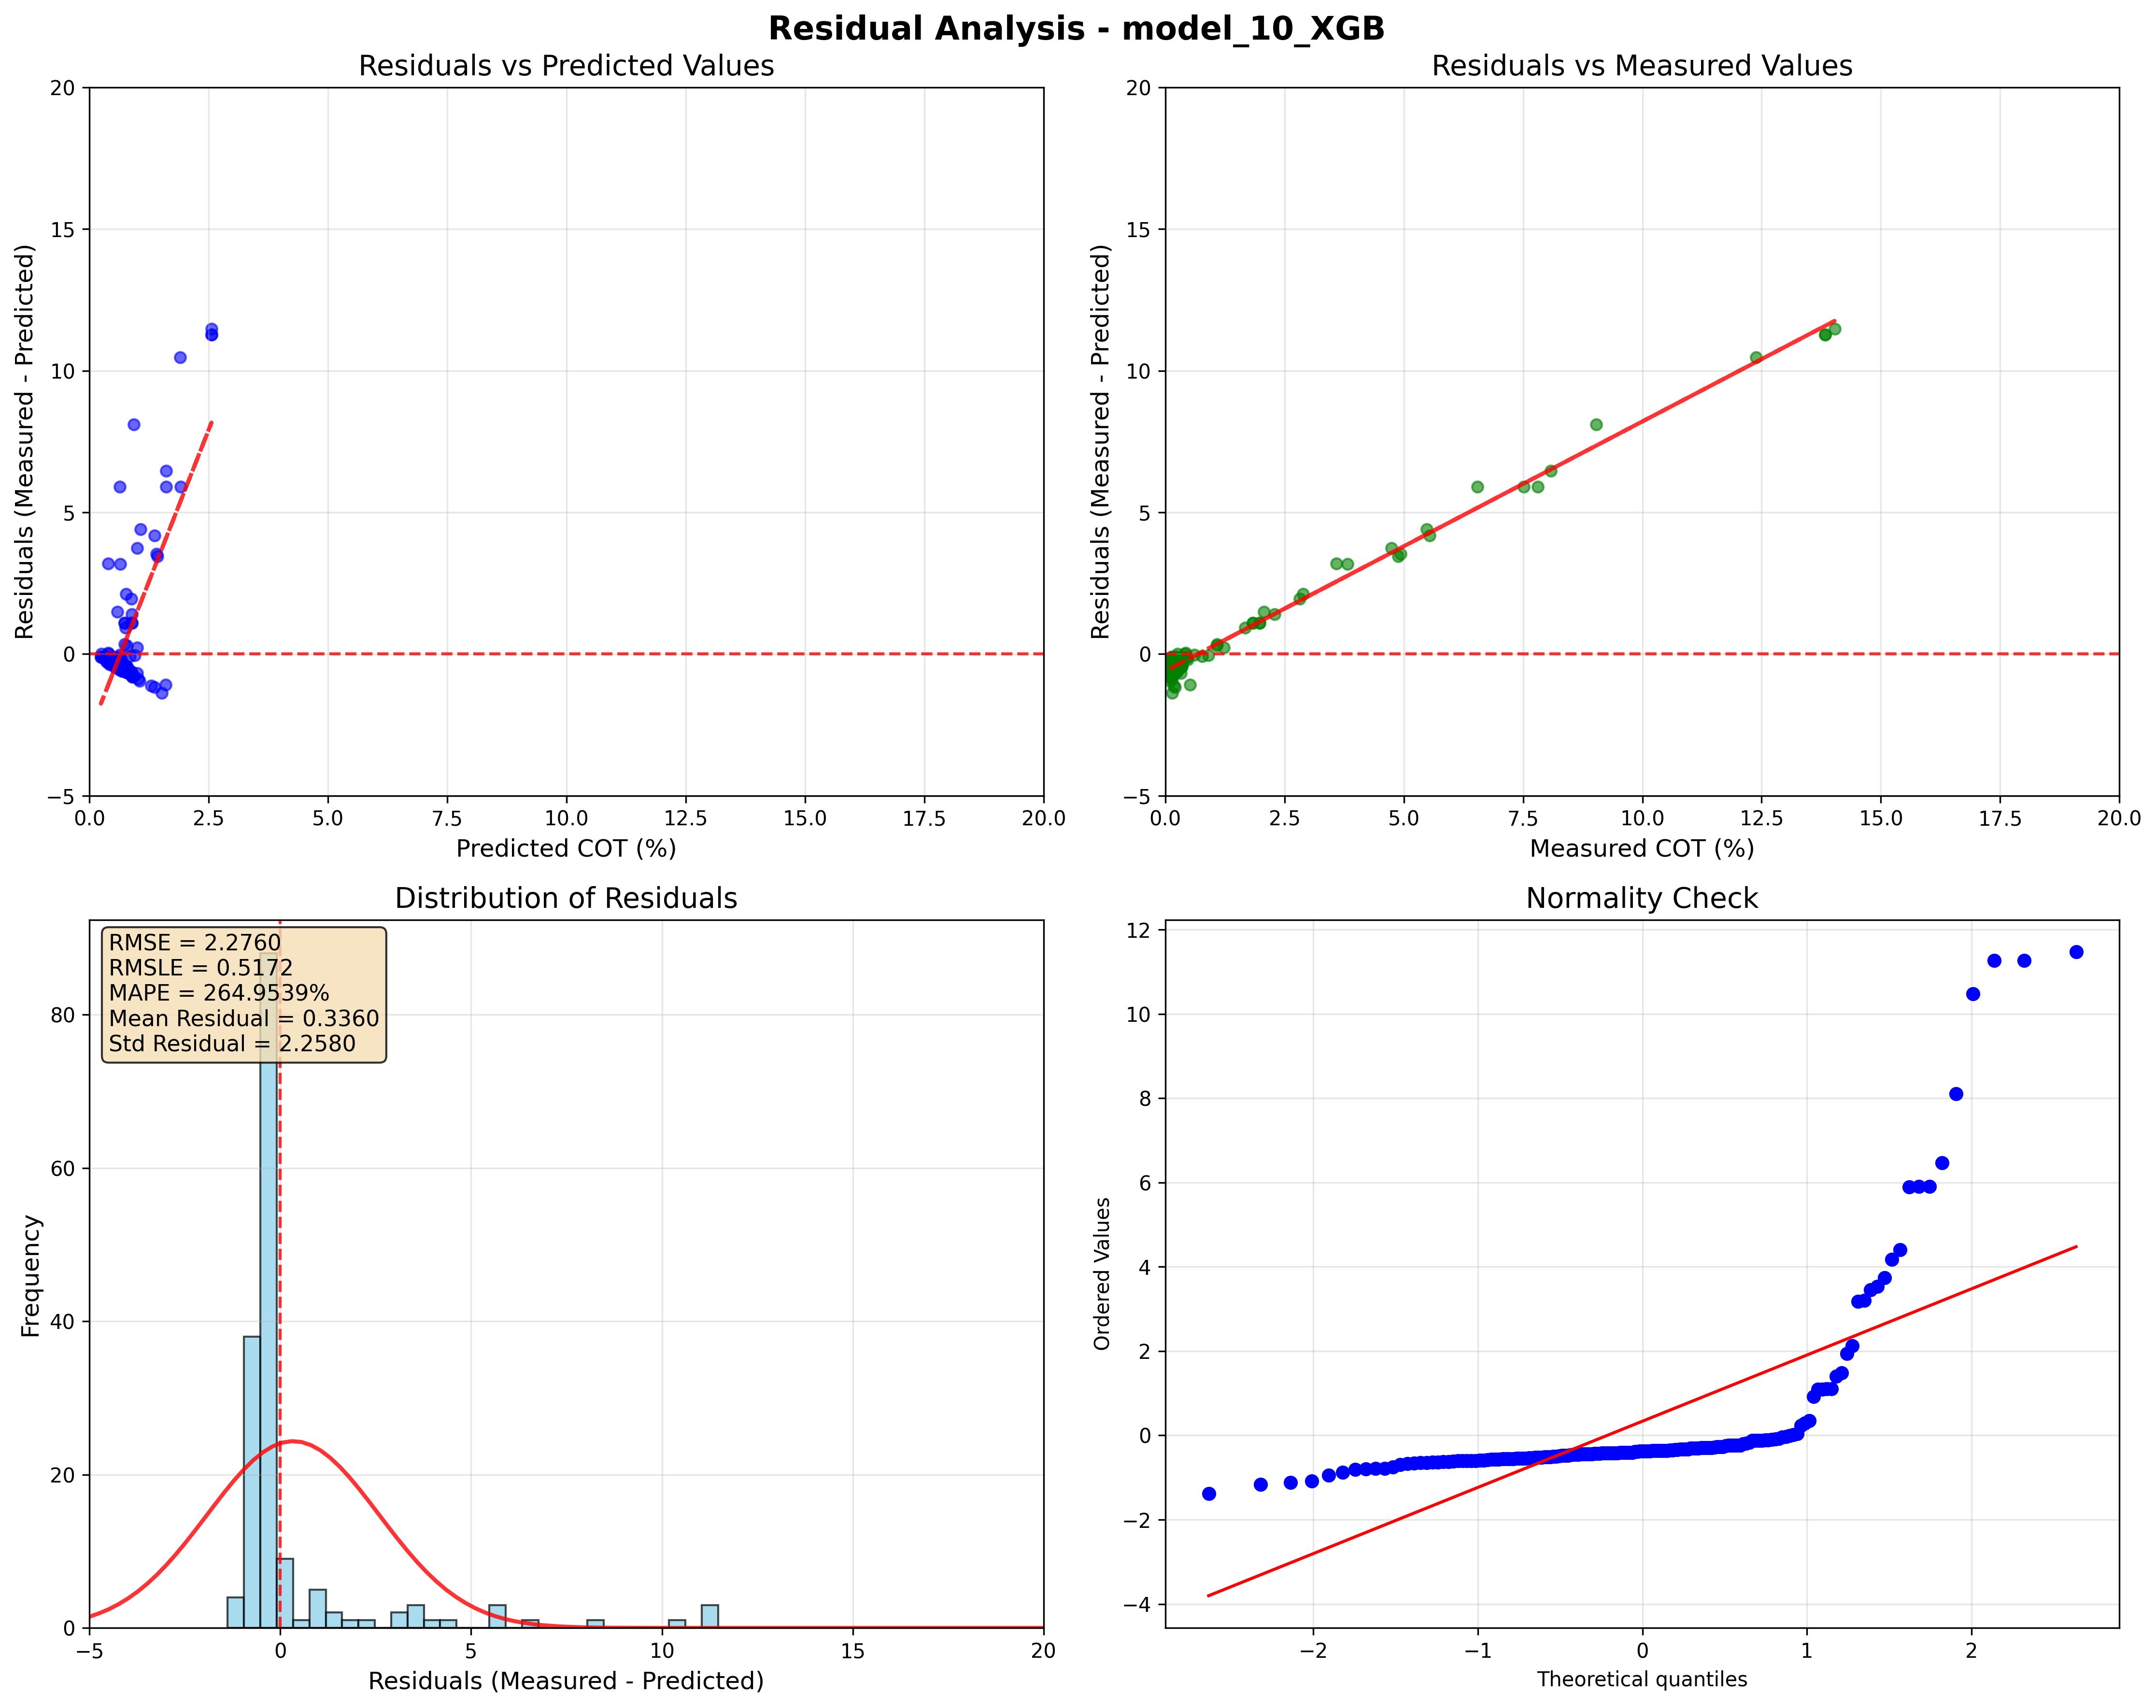 Residual Analysis - model_10_XGB
Residuals vs Predicted Values
20
15
10
5
0
−5
0.0 2.5 5.0 7.5 10.0 12.5 15.0 17.5 20.0
Residuals (Measured - Predicted)
Predicted COT (%)
Residuals vs Measured Values
20
15
10
5
0
−5
0.0 2.5 5.0 7.5 10.0 12.5 15.0 17.5 20.0
Residuals (Measured - Predicted)
Measured COT (%)
Distribution of Residuals
RMSE = 2.2760
RMSLE = 0.5172
MAPE = 264.9539%
Mean Residual = 0.3360
Std Residual = 2.2580
80
60
40
20
0
−5 0 5 10 15 20
Frequency
Residuals (Measured - Predicted)
Normality Check
12
10
8
6
4
2
0
−2
−4
−2 −1 0 1 2
Ordered Values
Theoretical quantiles